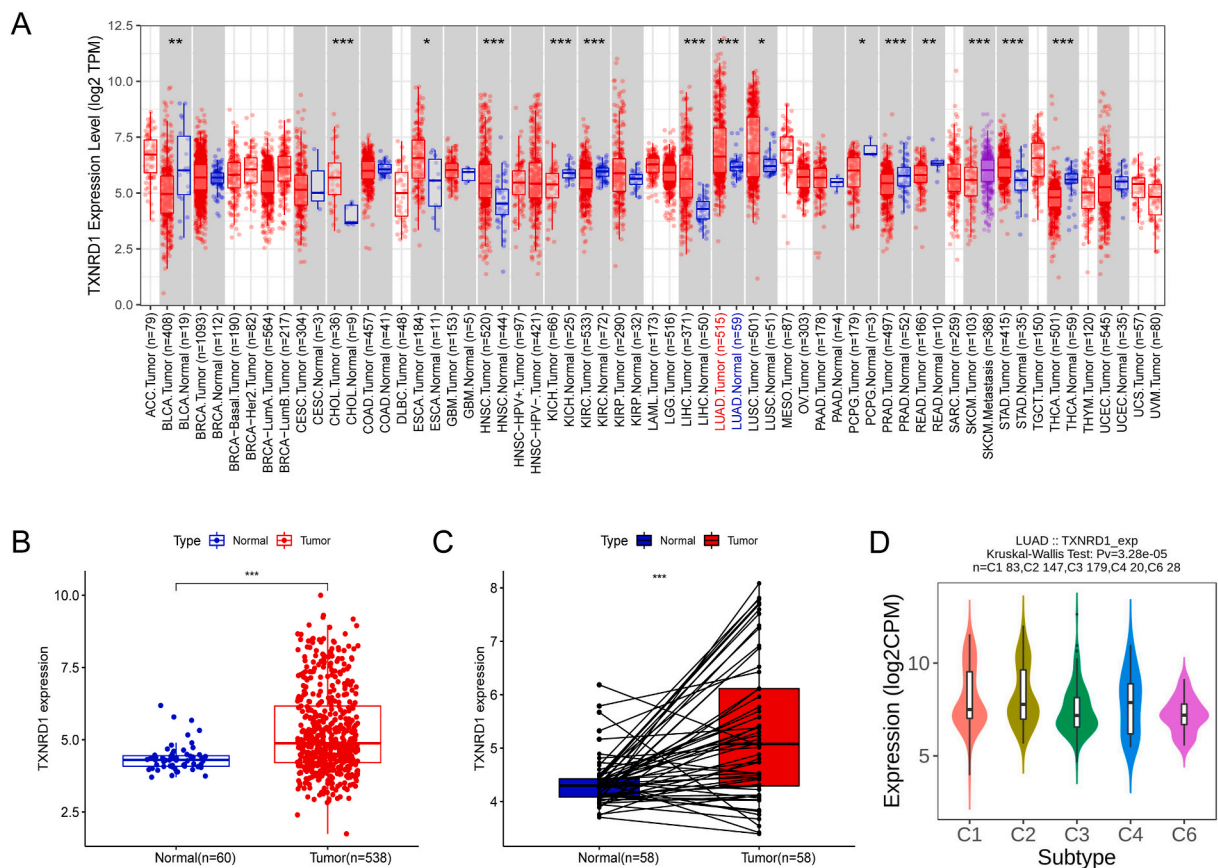 A
TXNRD1 Expression Level (log2 TPM)
12.5
10.0
7.5
5.0
2.5
0.0
** *** * *** *** *** *** *** * * *** ** *** *** ***
ACC.Tumor (n=79)
BLCA.Tumor (n=408)
BLCA.Normal (n=19)
BRCA.Tumor (n=1093)
BRCA.Normal (n=112)
BRCA−Basal.Tumor (n=190)
BRCA−Her2.Tumor (n=82)
BRCA−LumA.Tumor (n=564)
BRCA−LumB.Tumor (n=217)
CESC.Tumor (n=304)
CESC.Normal (n=3)
CHOL.Tumor (n=36)
CHOL.Normal (n=9)
COAD.Tumor (n=457)
COAD.Normal (n=41)
DLBC.Tumor (n=48)
ESCA.Tumor (n=184)
ESCA.Normal (n=11)
GBM.Tumor (n=153)
GBM.Normal (n=5)
HNSC.Tumor (n=520)
HNSC.Normal (n=44)
HNSC−HPV+.Tumor (n=97)
HNSC−HPV−.Tumor (n=421)
KICH.Tumor (n=66)
KICH.Normal (n=25)
KIRC.Tumor (n=533)
KIRC.Normal (n=72)
KIRP.Tumor (n=290)
KIRP.Normal (n=32)
LAML.Tumor (n=173)
LGG.Tumor (n=516)
LIHC.Tumor (n=371)
LIHC.Normal (n=50)
LUAD.Tumor (n=515)
LUAD.Normal (n=59)
LUSC.Tumor (n=501)
LUSC.Normal (n=51)
MESO.Tumor (n=87)
OV.Tumor (n=303)
PAAD.Tumor (n=178)
PAAD.Normal (n=4)
PCPG.Tumor (n=179)
PCPG.Normal (n=3)
PRAD.Tumor (n=497)
PRAD.Normal (n=52)
READ.Tumor (n=166)
READ.Normal (n=10)
SARC.Tumor (n=259)
SKCM.Tumor (n=103)
SKCM.Metastasis (n=368)
STAD.Tumor (n=415)
STAD.Normal (n=35)
TGCT.Tumor (n=150)
THCA.Tumor (n=501)
THCA.Normal (n=59)
THYM.Tumor (n=120)
UCEC.Tumor (n=545)
UCEC.Normal (n=35)
UCS.Tumor (n=57)
UVM.Tumor (n=80)
B
Type Normal Tumor
***
TXNRD1 expression
10.0
7.5
5.0
2.5
Normal(n=60) Tumor(n=538)
C
Type Normal Tumor
***
TXNRD1 expression
8
7
6
5
4
Normal(n=58) Tumor(n=58)
D
LUAD :: TXNRD1_exp
Kruskal-Wallis Test: Pv=3.28e-05
n=C1 83,C2 147,C3 179,C4 20,C6 28
Expression (log2CPM)
10
5
C1 C2 C3 C4 C6
Subtype